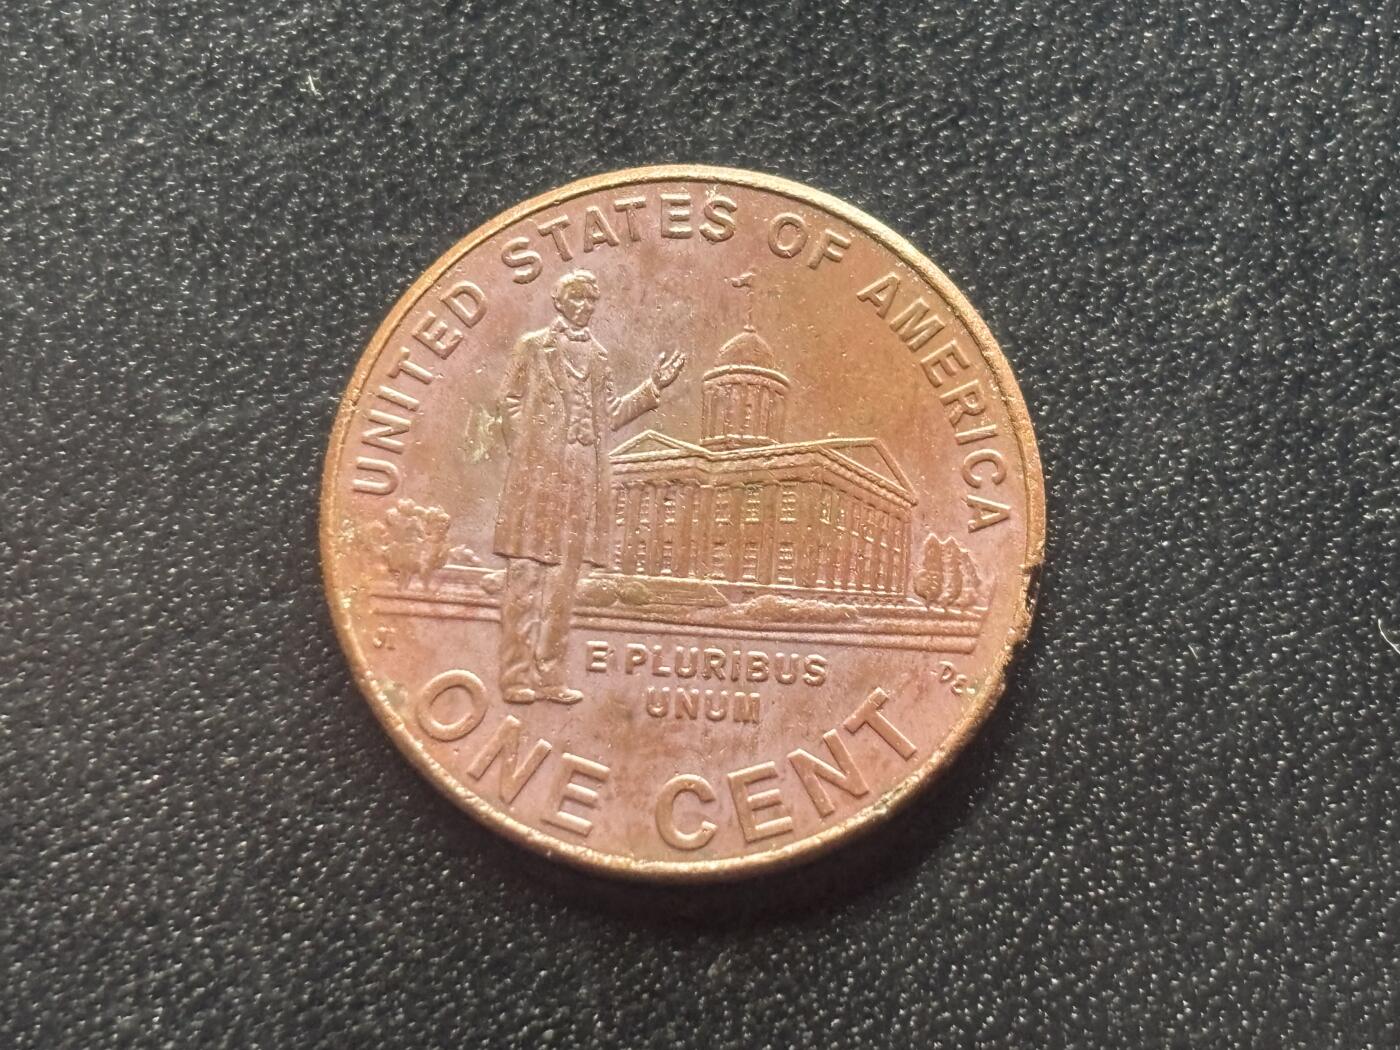 UNITED STATES OF AMERICA
E PLURIBUS
UNUM
ONE CENT